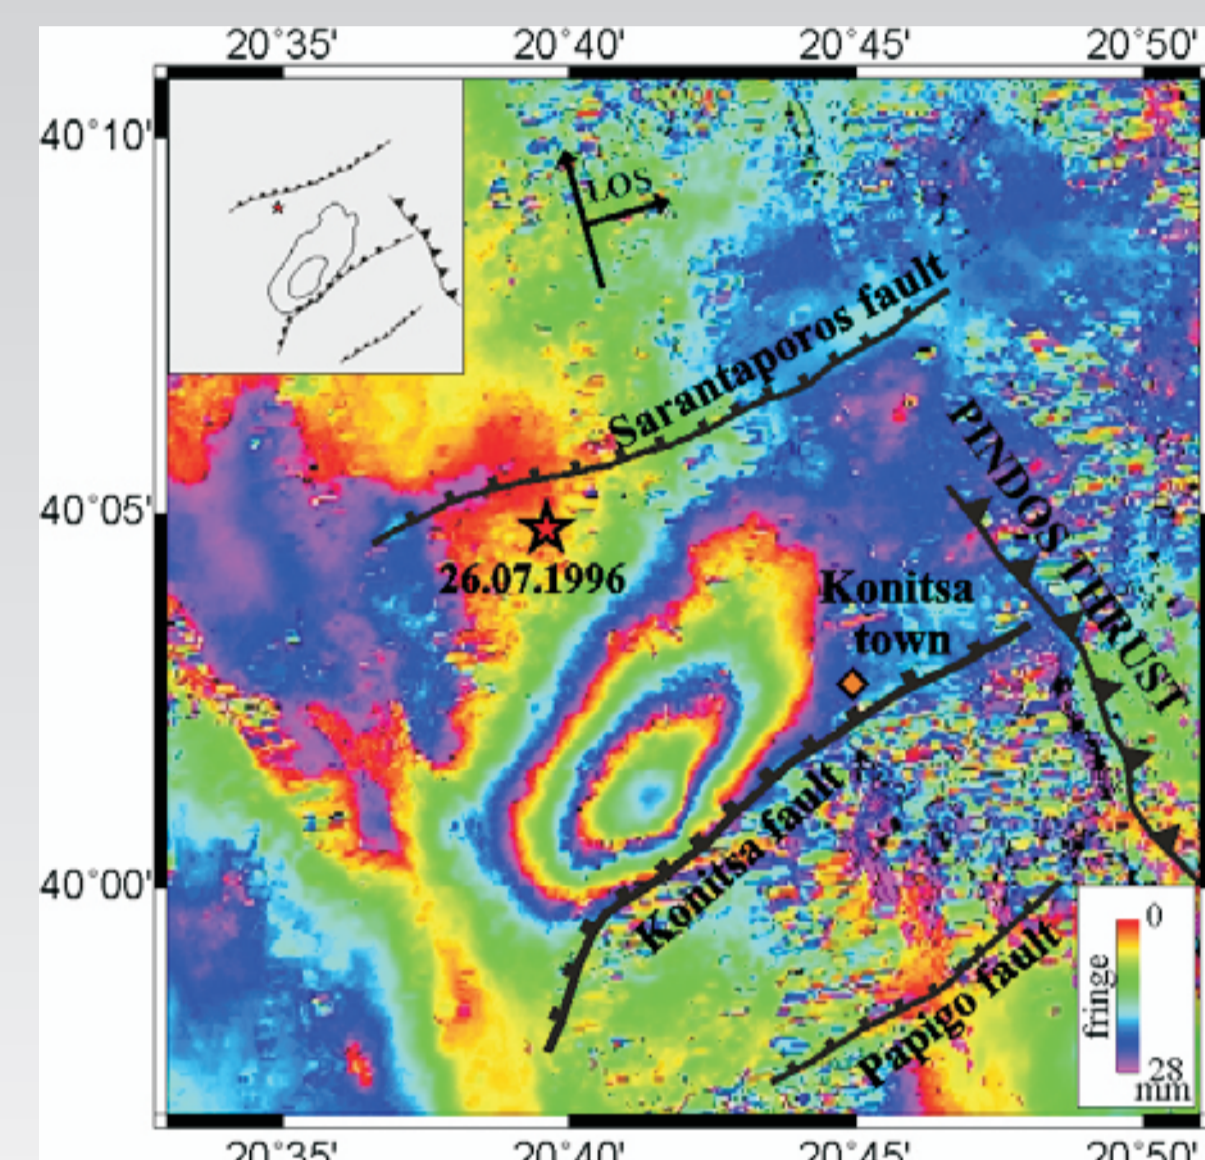 20°35' 20°40' 20°45' 20°50'
40°10'
LOS
Sarantaporos fault
PINDOS THRUST
40°05'
26.07.1996
Konitsa
town
Konitsa fault
40°00'
Papigo fault
fringe
0
28
mm
20°35' 20°40' 20°45' 20°50'